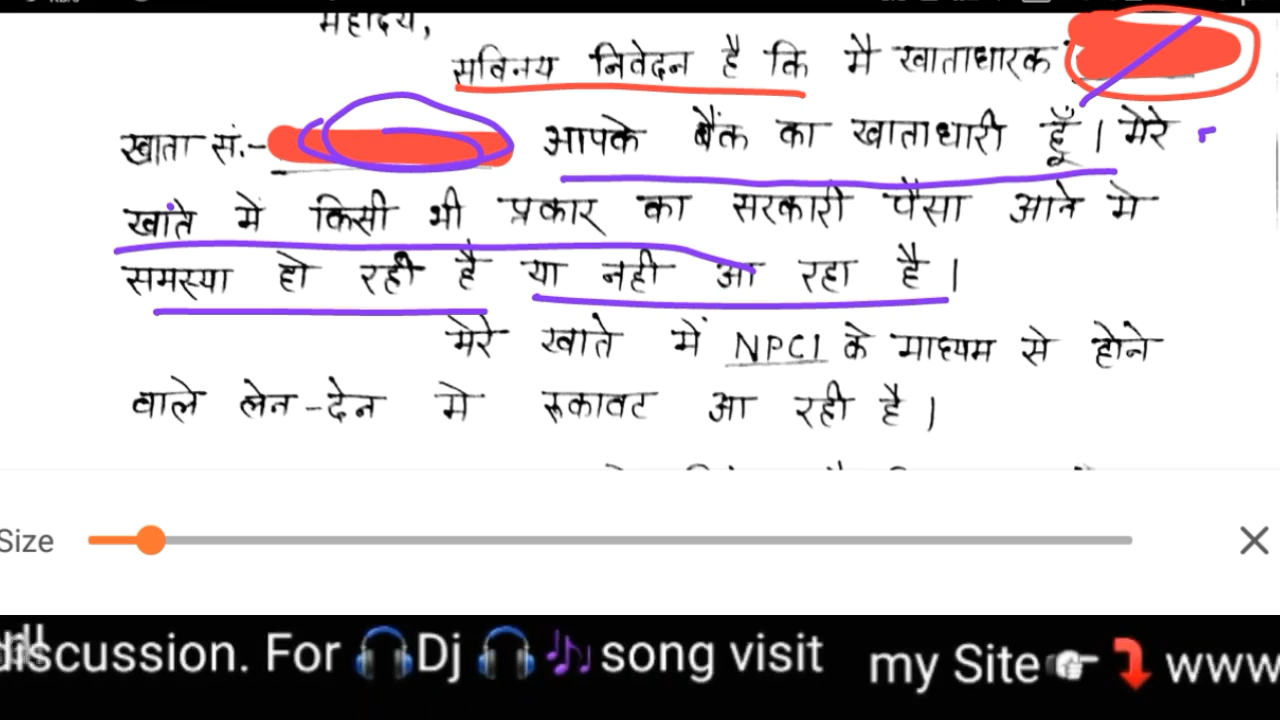 महोदय,
सविनय निवेदन है कि मै खाताधारक
खाता सं.- आपके बैंक का खाताधारी हूँ। मेरे
खाते में किसी भी प्रकार का सरकारी पैसा आने मे
समस्या हो रही है या नही आ रहा है।
मेरे खाते में NPCI के माध्यम से होने
वाले लेन-देन मे रूकावट आ रही है।
Size
discussion. For 🎧Dj 🎧🎶song visit my Site👉⤵www